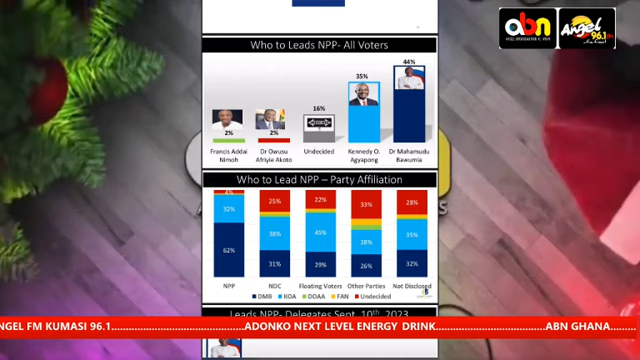 abn
Angel
96.1 fm
Who to Leads NPP- All Voters
2%
2%
16%
35%
44%
Francis Addai Nimoh
Dr Owusu Afriyie Akoto
Undecided
Kennedy O. Agyapong
Dr Mahamudu Bawumia
Who to Lead NPP – Party Affiliation
4%
32%
62%
25%
38%
31%
22%
45%
29%
33%
28%
26%
28%
35%
32%
NPP
NDC
Floating Voters
Other Parties
Not Disclosed
DMB
KOA
DOAA
FAN
Undecided
Leads NPP- Delegates Sept. 10th, 2023
NGEL FM KUMASI 96.1.............................................ADONKO NEXT LEVEL ENERGY DRINK.....................................ABN GHANA.........